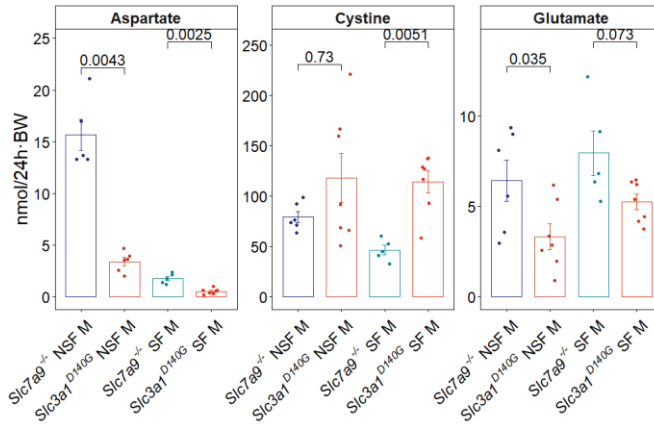 Aspartate
Cystine
Glutamate
nmol/24h·BW
25
20
15
10
5
0
0.0043
0.0025
250
200
150
100
50
0
0.73
0.0051
10
5
0
0.035
0.073
Slc7a9-/- NSF M
Slc3a1D140G NSF M
Slc7a9-/- SF M
Slc3a1D140G SF M
Slc7a9-/- NSF M
Slc3a1D140G NSF M
Slc7a9-/- SF M
Slc3a1D140G SF M
Slc7a9-/- NSF M
Slc3a1D140G NSF M
Slc7a9-/- SF M
Slc3a1D140G SF M